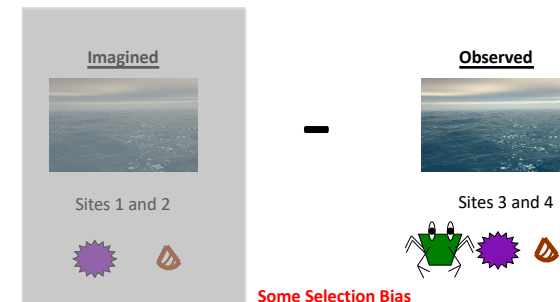 Imagined
Observed
Sites 1 and 2
Sites 3 and 4
Some Selection Bias